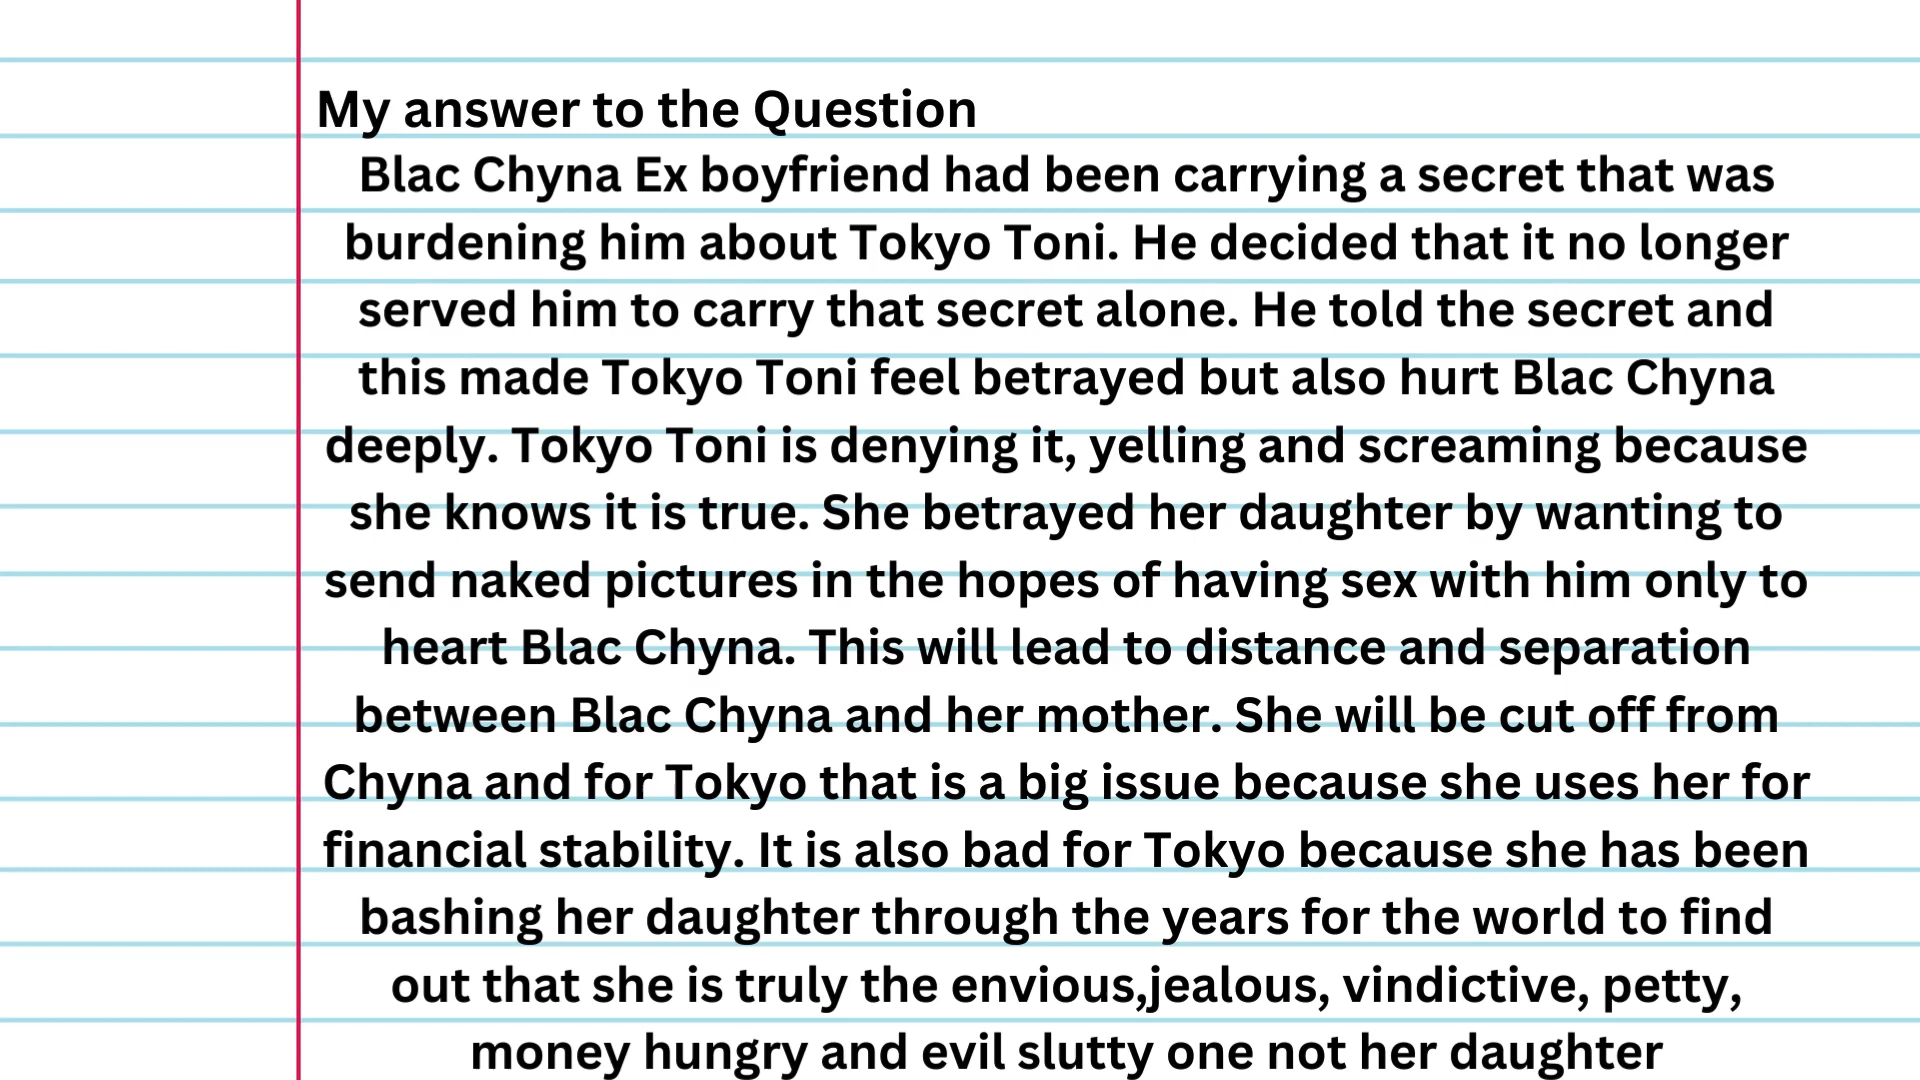 My answer to the Question
Blac Chyna Ex boyfriend had been carrying a secret that was
burdening him about Tokyo Toni. He decided that it no longer
served him to carry that secret alone. He told the secret and
this made Tokyo Toni feel betrayed but also hurt Blac Chyna
deeply. Tokyo Toni is denying it, yelling and screaming because
she knows it is true. She betrayed her daughter by wanting to
send naked pictures in the hopes of having sex with him only to
heart Blac Chyna. This will lead to distance and separation
between Blac Chyna and her mother. She will be cut off from
Chyna and for Tokyo that is a big issue because she uses her for
financial stability. It is also bad for Tokyo because she has been
bashing her daughter through the years for the world to find
out that she is truly the envious,jealous, vindictive, petty,
money hungry and evil slutty one not her daughter